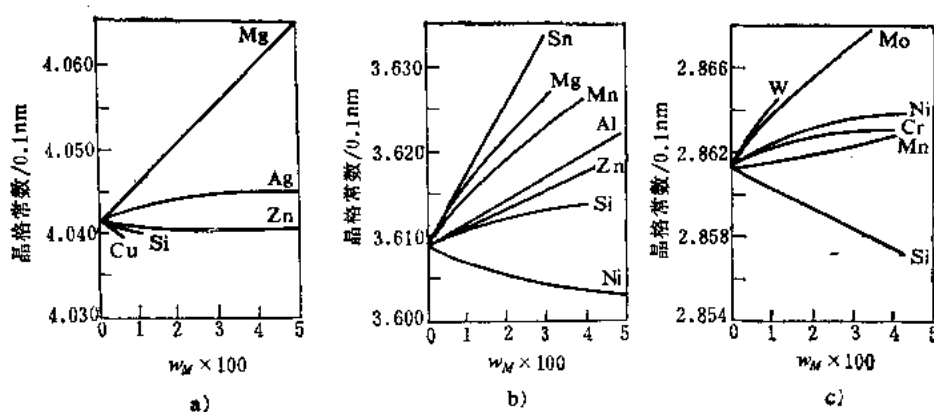 Mg
Ag
Zn
Cu
Si
晶格常数/0.1nm
4.060
4.050
4.040
4.030
0 1 2 3 4 5
w_M×100
a)
Sn
Mg
Mn
Al
Zn
Si
Ni
晶格常数/0.1nm
3.630
3.620
3.610
3.600
0 1 2 3 4 5
w_M×100
b)
Mo
W
Ni
Cr
Mn
Si
晶格常数/0.1nm
2.866
2.862
2.858
2.854
0 1 2 3 4 5
w_M×100
c)